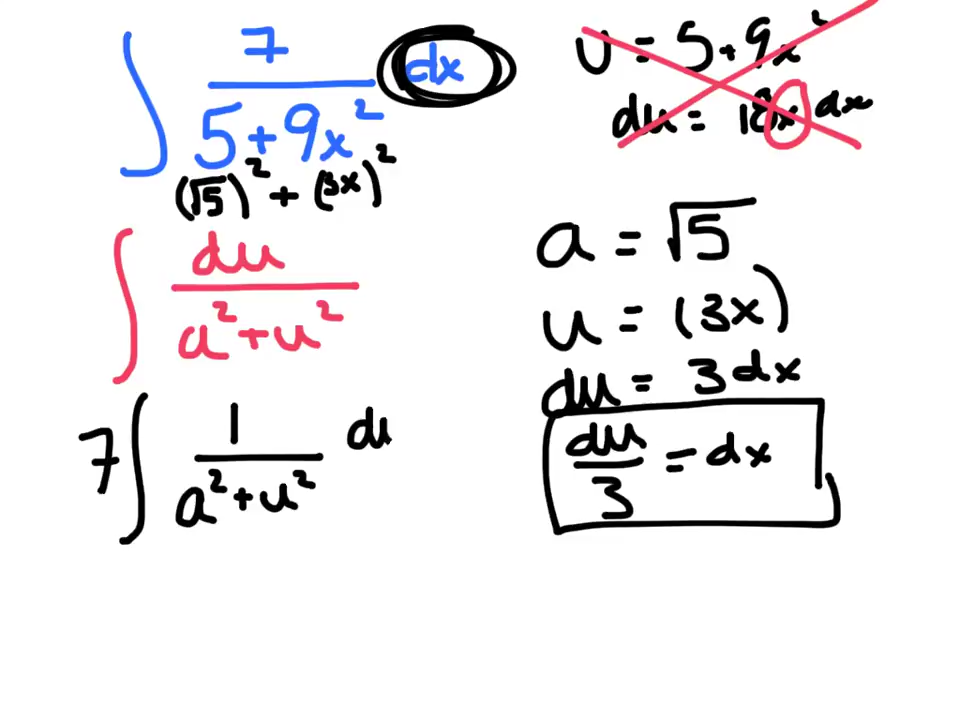 ∫ 7/(5+9x²) dx
(√5)² + (3x)²
∫ du/(a²+u²)
7∫ 1/(a²+u²) du
u = 5+9x²
du = 18x dx
a = √5
u = (3x)
du = 3dx
du/3 = dx